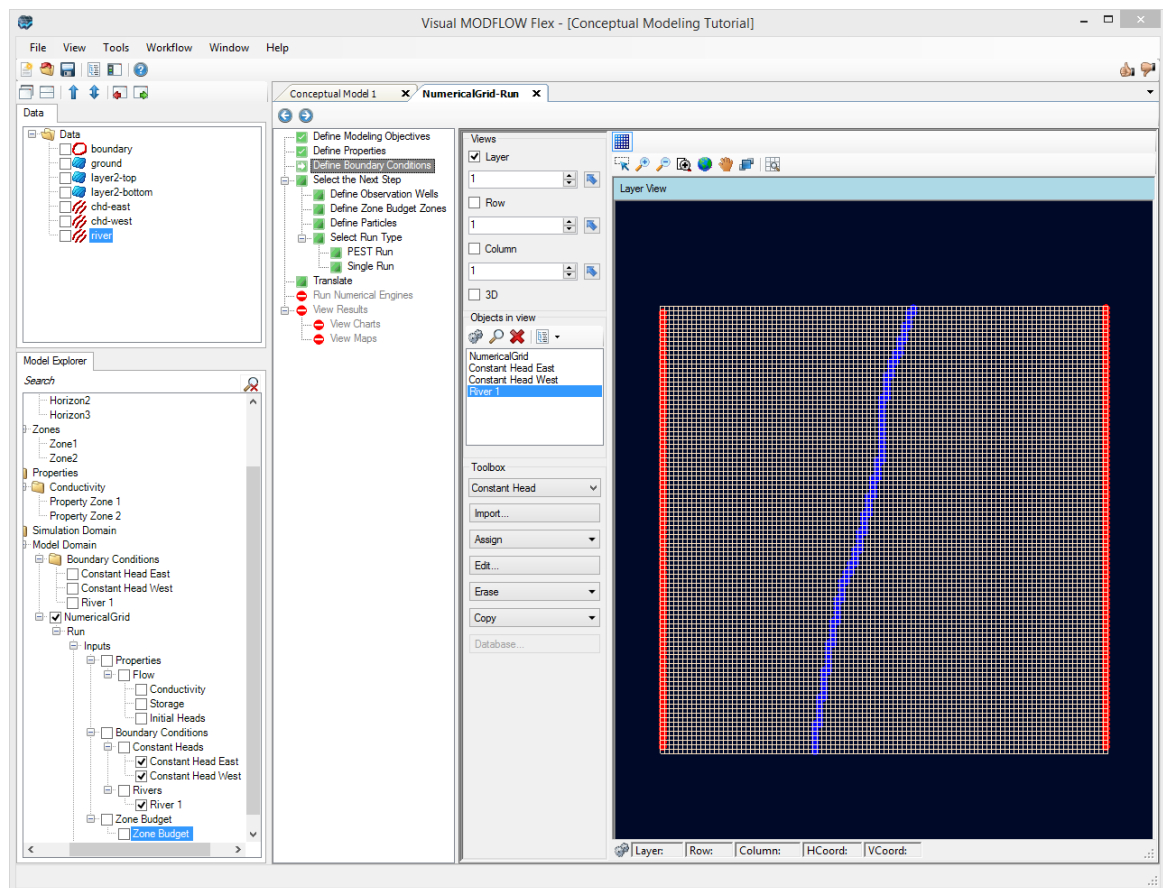 Visual MODFLOW Flex - [Conceptual Modeling Tutorial]
File View Tools Workflow Window Help
Data
Data
boundary
ground
layer2-top
layer2-bottom
chd-east
chd-west
river
Model Explorer
Search
Horizon2
Horizon3
Zones
Zone1
Zone2
Properties
Conductivity
Property Zone 1
Property Zone 2
Simulation Domain
Model Domain
Boundary Conditions
Constant Head East
Constant Head West
River 1
NumericalGrid
Run
Inputs
Properties
Flow
Conductivity
Storage
Initial Heads
Boundary Conditions
Constant Heads
Constant Head East
Constant Head West
Rivers
River 1
Zone Budget
Zone Budget
Conceptual Model 1 X NumericalGrid-Run X
Define Modeling Objectives
Define Properties
Define Boundary Conditions
Select the Next Step
Define Observation Wells
Define Zone Budget Zones
Define Particles
Select Run Type
PEST Run
Single Run
Translate
Run Numerical Engines
View Results
View Charts
View Maps
Views
Layer
1
Row
1
Column
1
3D
Objects in view
NumericalGrid
Constant Head East
Constant Head West
River 1
Toolbox
Constant Head
Import...
Assign
Edit...
Erase
Copy
Database...
Layer View
Layer: Row: Column: HCoord: VCoord: